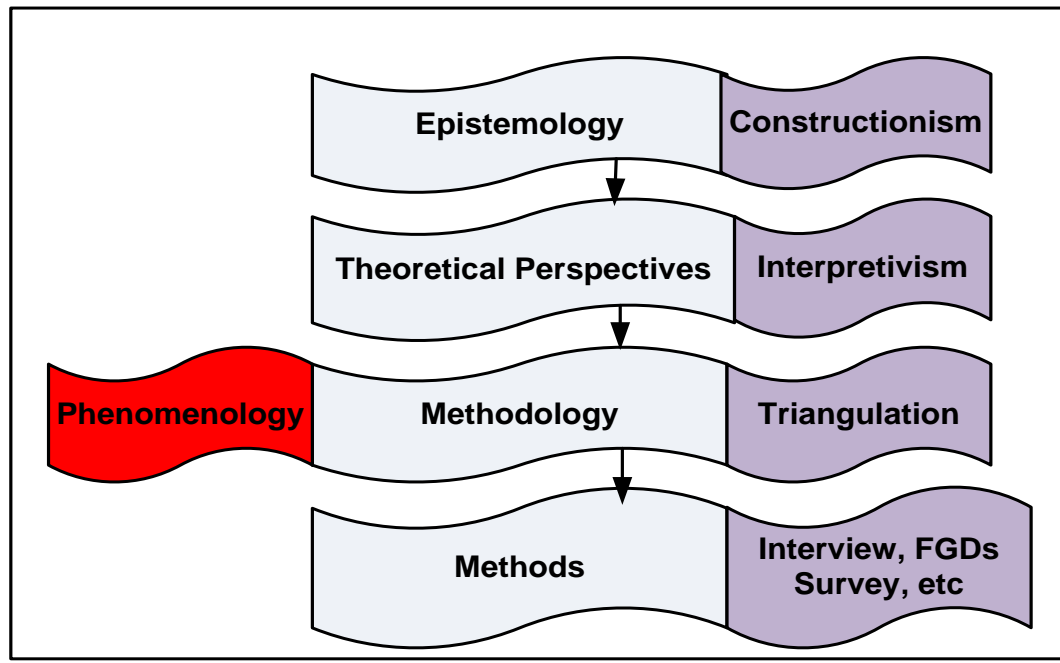 Epistemology
Constructionism
Theoretical Perspectives
Interpretivism
Phenomenology
Methodology
Triangulation
Methods
Interview, FGDs
Survey, etc